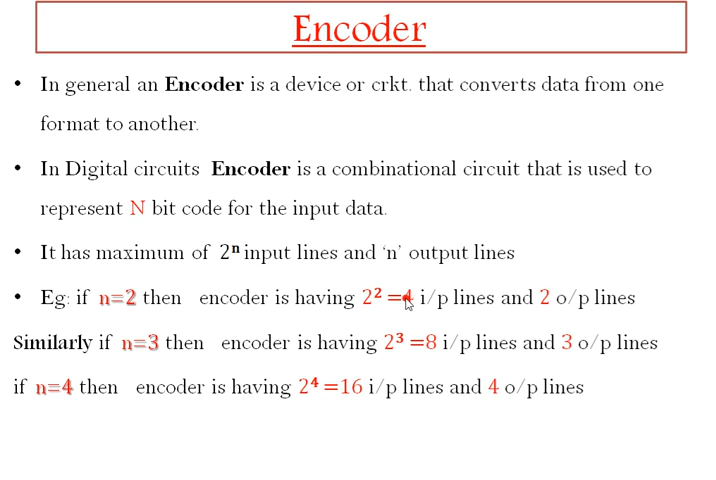 Encoder
• In general an Encoder is a device or crkt. that converts data from one
format to another.
• In Digital circuits Encoder is a combinational circuit that is used to
represent N bit code for the input data.
• It has maximum of 2ⁿ input lines and ‘n’ output lines
• Eg: if n=2 then encoder is having 2² =4 i/p lines and 2 o/p lines
Similarly if n=3 then encoder is having 2³ =8 i/p lines and 3 o/p lines
if n=4 then encoder is having 2⁴ =16 i/p lines and 4 o/p lines